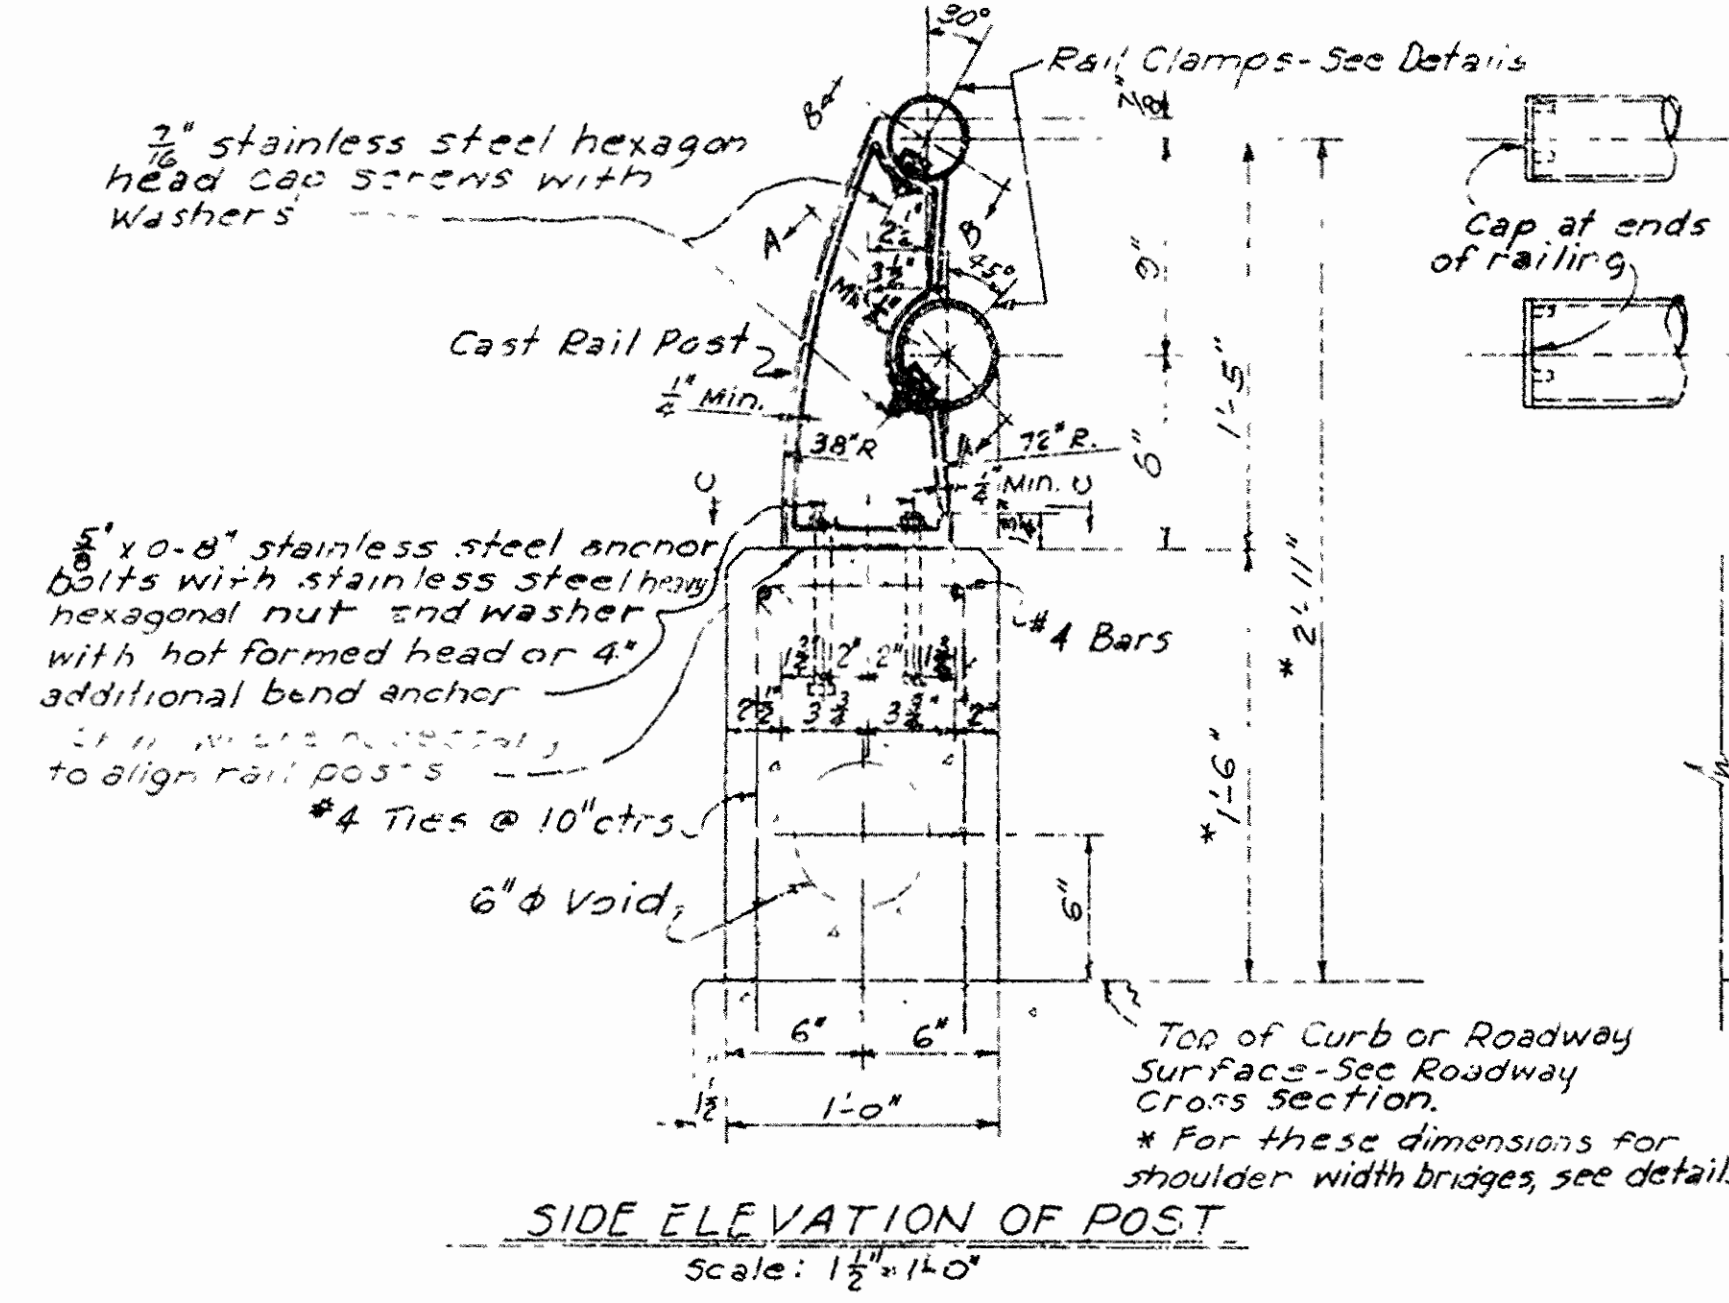 30°
Rail Clamps-See Details
7/8"
B
7/16" stainless steel hexagon
head cap screws with
washers
A
B
2 1/4"
3 1/2"
45°
Min.
9"
Cap at ends
of railing
Cast Rail Post
1/4" Min.
1'-5"
38"R
A
72"R.
6"
C
Min. C
5/8" x 0-8" stainless steel anchor
bolts with stainless steel heavy
hexagonal nut and washer
with hot formed head or 4"
additional bend anchor
#4 Bars
* 2'-11"
2" 2"
2 1/2" 3 3/4" 3 3/4" 2"
where necessary
to align rail posts
#4 Ties @ 10"ctrs
* 1'-6"
6"ϕ Void
6"
6" 6"
1 1/2"
1'-0"
Top of Curb or Roadway
Surface-See Roadway
Cross Section.
* For these dimensions for
shoulder width bridges, see details
SIDE ELEVATION OF POST
Scale: 1 1/2"=1'-0"